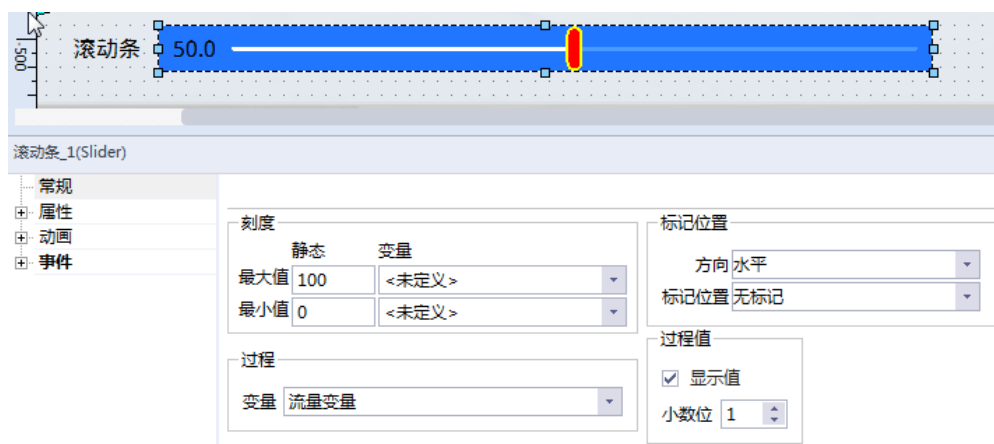 -500
滚动条 50.0
滚动条_1(Slider)
常规
属性
动画
事件
刻度
静态 变量
最大值 100 <未定义>
最小值 0 <未定义>
过程
变量 流量变量
标记位置
方向 水平
标记位置 无标记
过程值
显示值
小数位 1